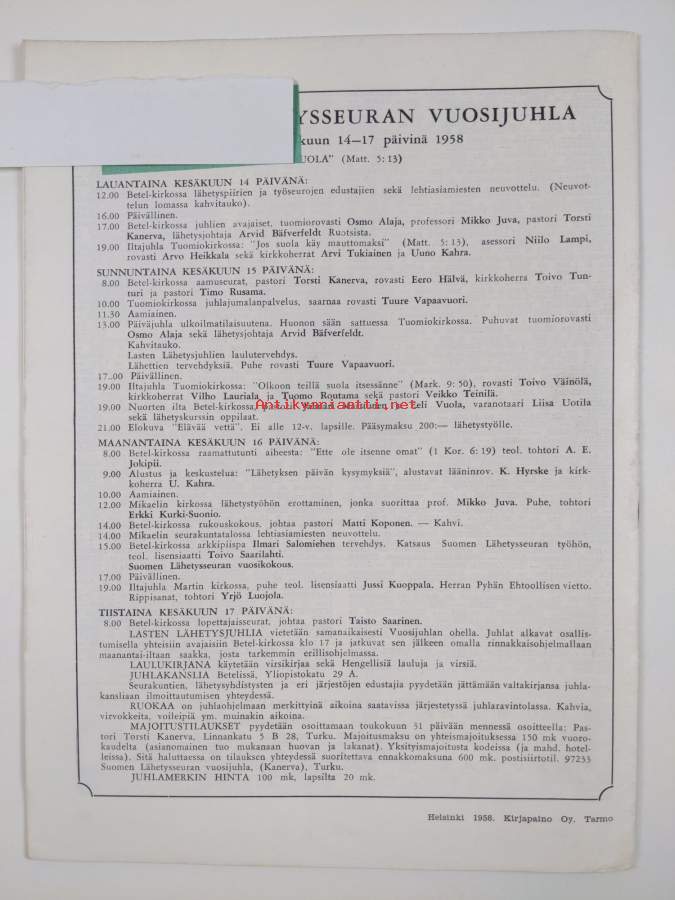 YSSEURAN VUOSIJUHLA
kuun 14—17 päivinä 1958
UOLA" (Matt. 5:13)
LAUANTAINA KESÄKUUN 14 PÄIVÄNÄ:
12.00 Betel-kirkossa lähetyspiirien ja työseurojen edustajien sekä lehtiasiamiesten neuvottelu. (Neuvot-
telun lomassa kahvitauko).
16.00 Päivällinen.
17.00 Betel-kirkossa juhlien avajaiset, tuomiorovasti Osmo Alaja, professori Mikko Juva, pastori Torsti
Kanerva, lähetysjohtaja Arvid Bäfverfeldt Ruotsista.
19.00 Iltajuhla Tuomiokirkossa: "Jos suola käy mauttomaksi" (Matt. 5:13), asessori Niilo Lampi,
rovasti Arvo Heikkala sekä kirkkoherrat Arvi Tukiainen ja Uuno Kahra.
SUNNUNTAINA KESÄKUUN 15 PÄIVÄNÄ:
8.00 Betel-kirkossa aamuseurat, pastori Torsti Kanerva, rovasti Eero Hälvä, kirkkoherra Toivo Tun-
turi ja pastori Timo Rusama.
10.00 Tuomiokirkossa juhlajumalanpalvelus, saarnaa rovasti Tuure Vapaavuori.
11.30 Aamiainen.
13.00 Päiväjuhla ulkoilmatilaisuutena. Huonon sään sattuessa Tuomiokirkossa. Puhuvat tuomiorovasti
Osmo Alaja sekä lähetysjohtaja Arvid Bäfverfeldt.
Kahvitauko.
Lasten Lähetysjuhlien laulutervehdys.
Lähettien tervehdyksiä. Puhe rovasti Tuure Vapaavuori.
17..00 Päivällinen.
19.00 Iltajuhla Tuomiokirkossa: "Olkoon teillä suola itsessänne" (Mark. 9:50), rovasti Toivo Väinölä,
kirkkoherrat Vilho Lauriala ja Tuomo Routama sekä pastori Veikko Teinilä.
Antikvariaatti.net
19.00 Nuorten ilta Betel-kirkossa, pastori Vuola, varanotaari Liisa Uotila
sekä lähetyskurssin oppilaat.
21.00 Elokuva "Elävää vettä". Ei alle 12-v. lapsille. Pääsymaksu 200:— lähetystyölle.
MAANANTAINA KESÄKUUN 16 PÄIVÄNÄ:
8.00 Betel-kirkossa raamattutunti aiheesta: "Ette ole itsenne omat" (1 Kor. 6:19) teol. tohtori A. E.
Jokipii.
9.00 Alustus ja keskustelua: "Lähetyksen päivän kysymyksiä", alustavat lääninrov. K. Hyrske ja kirk-
koherra U. Kahra.
10.00 Aamiainen.
12.00 Mikaelin kirkossa lähetystyöhön erottaminen, jonka suorittaa prof. Mikko Juva. Puhe, tohtori
Erkki Kurki-Suonio.
14.00 Betel-kirkossa rukouskokous, johtaa pastori Matti Koponen. — Kahvi.
14.00 Mikaelin seurakuntatalossa lehtiasiamiesten neuvottelu.
15.00 Betel-kirkossa arkkipiispa Ilmari Salomiehen tervehdys. Katsaus Suomen Lähetysseuran työhön,
teol. lisensiaatti Toivo Saarilahti.
Suomen Lähetysseuran vuosikokous.
17.00 Päivällinen.
19.00 Iltajuhla Martin kirkossa, puhe teol. lisensiaatti Jussi Kuoppala. Herran Pyhän Ehtoollisen vietto.
Rippisanat, tohtori Yrjö Luojola.
TIISTAINA KESÄKUUN 17 PÄIVÄNÄ:
8.00 Betel-kirkossa lopettajaisseurat, johtaa pastori Taisto Saarinen.
LASTEN LÄHETYSJUHLIA vietetään samanaikaisesti Vuosijuhlan ohella. Juhlat alkavat osallis-
tumisella yhteisiin avajaisiin Betel-kirkossa klo 17 ja jatkuvat sen jälkeen omalla rinnakkaisohjelmallaan
maanantai-iltaan saakka, josta tarkemmin erillisohjelmassa.
LAULUKIRJANA käytetään virsikirjaa sekä Hengellisiä lauluja ja virsiä.
JUHLAKANSLIA Betelissä, Yliopistokatu 29 A.
Seurakuntien, lähetysyhdistysten ja eri järjestöjen edustajia pyydetään jättämään valtakirjansa juhla-
kansliaan ilmoittautumisen yhteydessä.
RUOKAA on juhlaohjelmaan merkittyinä aikoina saatavissa järjestetyssä juhlaravintolassa. Kahvia,
virvokkeita, voileipiä ym. muinakin aikoina.
MAJOITUSTILAUKSET pyydetään osoittamaan toukokuun 31 päivään mennessä osoitteella: Pas-
tori Torsti Kanerva, Linnankatu 5 B 28, Turku. Majoitusmaksu on yhteismajoituksessa 150 mk vuoro-
kaudelta (asianomainen tuo mukanaan huovan ja lakanat). Yksityismajoitusta kodeissa (ja mahd. hotel-
leissa). Sitä haluttaessa on tilauksen yhteydessä suoritettava ennakkomaksuna 600 mk. postisiirtotil. 97233
Suomen Lähetysseuran vuosijuhla, (Kanerva), Turku.
JUHLAMERKIN HINTA 100 mk, lapsilta 20 mk.
Helsinki 1958. Kirjapaino Oy. Tarmo